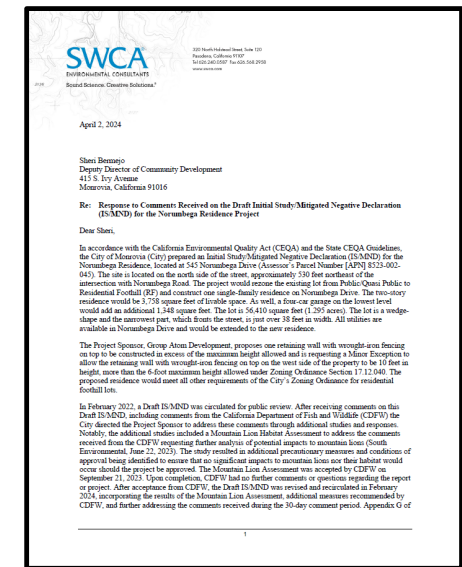 SWCA
ENVIRONMENTAL CONSULTANTS
Sound Science. Creative Solutions.®
320 North Halstead Street, Suite 120
Pasadena, California 91107
Tel 626.240.0587 Fax 626.568.2958
www.swca.com
April 2, 2024
Sheri Bermejo
Deputy Director of Community Development
415 S. Ivy Avenue
Monrovia, California 91016
Re: Response to Comments Received on the Draft Initial Study/Mitigated Negative Declaration
(IS/MND) for the Norumbega Residence Project
Dear Sheri,
In accordance with the California Environmental Quality Act (CEQA) and the State CEQA Guidelines,
the City of Monrovia (City) prepared an Initial Study/Mitigated Negative Declaration (IS/MND) for the
Norumbega Residence, located at 545 Norumbega Drive (Assessor's Parcel Number [APN] 8523-002-
045). The site is located on the north side of the street, approximately 530 feet northeast of the
intersection with Norumbega Road. The project would rezone the existing lot from Public/Quasi Public to
Residential Foothill (RF) and construct one single-family residence on Norumbega Drive. The two-story
residence would be 3,758 square feet of livable space. As well, a four-car garage on the lowest level
would add an additional 1,348 square feet. The lot is 56,410 square feet (1.295 acres). The lot is a wedge-
shape and the narrowest part, which fronts the street, is just over 38 feet in width. All utilities are
available in Norumbega Drive and would be extended to the new residence.
The Project Sponsor, Group Atom Development, proposes one retaining wall with wrought-iron fencing
on top to be constructed in excess of the maximum height allowed and is requesting a Minor Exception to
allow the retaining wall with wrought-iron fencing on top on the west side of the property to be 10 feet in
height, more than the 6-foot maximum height allowed under Zoning Ordinance Section 17.12.040. The
proposed residence would meet all other requirements of the City's Zoning Ordinance for residential
foothill lots.
In February 2022, a Draft IS/MND was circulated for public review. After receiving comments on this
Draft IS/MND, including comments from the California Department of Fish and Wildlife (CDFW) the
City directed the Project Sponsor to address these comments through additional studies and responses.
Notably, the additional studies included a Mountain Lion Habitat Assessment to address the comments
received from the CDFW requesting further analysis of potential impacts to mountain lions (South
Environmental, June 22, 2023). The study resulted in additional precautionary measures and conditions of
approval being identified to ensure that no significant impacts to mountain lions nor their habitat would
occur should the project be approved. The Mountain Lion Assessment was accepted by CDFW on
September 21, 2023. Upon completion, CDFW had no further comments or questions regarding the report
or project. After acceptance from CDFW, the Draft IS/MND was revised and recirculated in February
2024, incorporating the results of the Mountain Lion Assessment, additional measures recommended by
CDFW, and further addressing the comments received during the 30-day comment period. Appendix G of
1